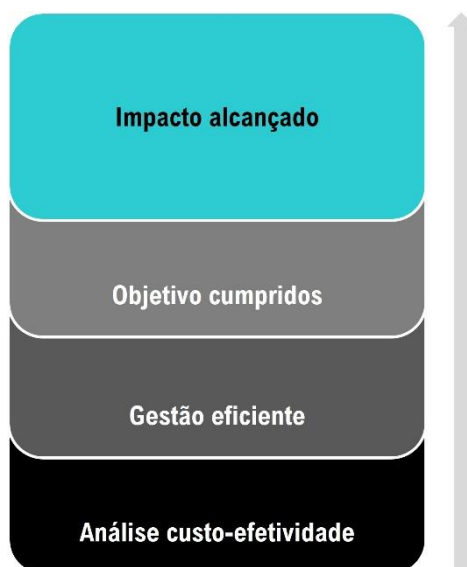 Impacto alcançado
Objetivo cumpridos
Gestão eficiente
Análise custo-efetividade